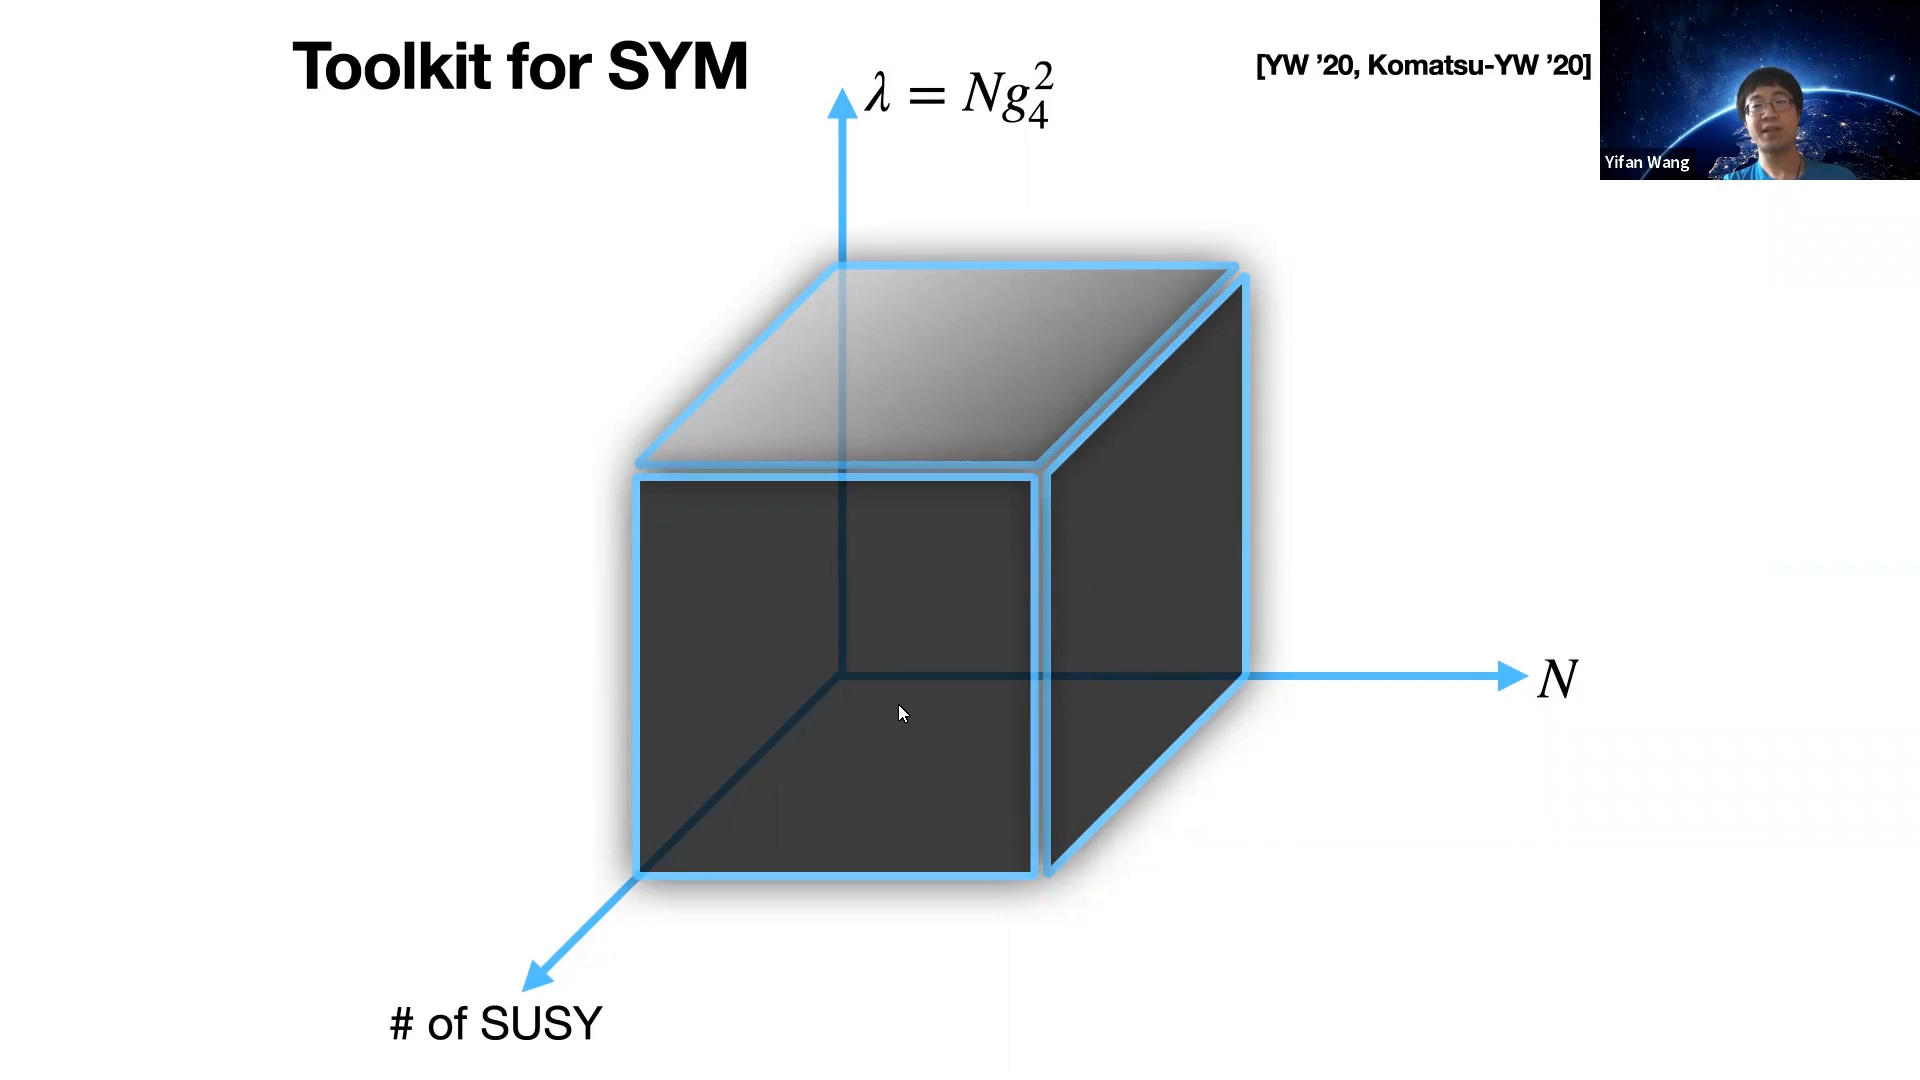 Toolkit for SYM
λ = Ng₄²
[YW ’20, Komatsu-YW ’20]
Yifan Wang
N
# of SUSY